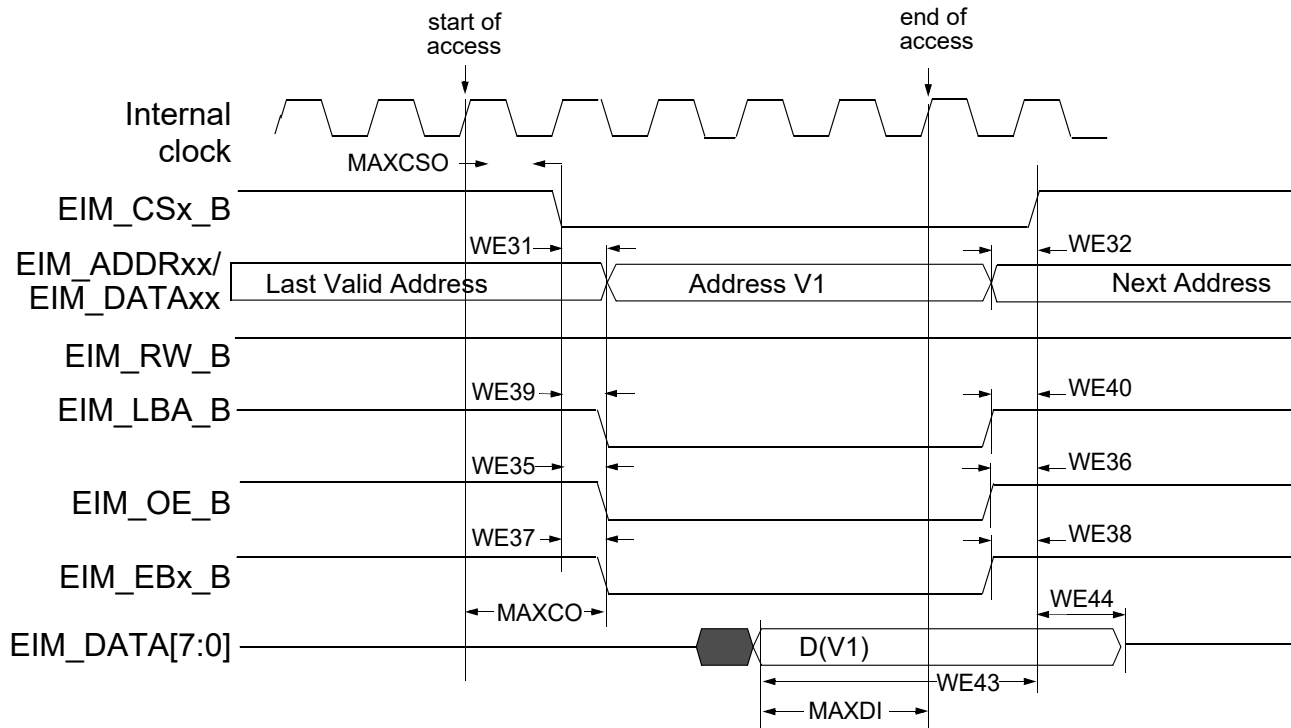 start of
access
end of
access
Internal
clock
MAXCSO
EIM_CSx_B
WE31
WE32
EIM_ADDRxx/
EIM_DATAxx
Last Valid Address
Address V1
Next Address
EIM_RW_B
WE39
WE40
EIM_LBA_B
WE35
WE36
EIM_OE_B
WE37
WE38
EIM_EBx_B
WE44
MAXCO
EIM_DATA[7:0]
D(V1)
WE43
MAXDI